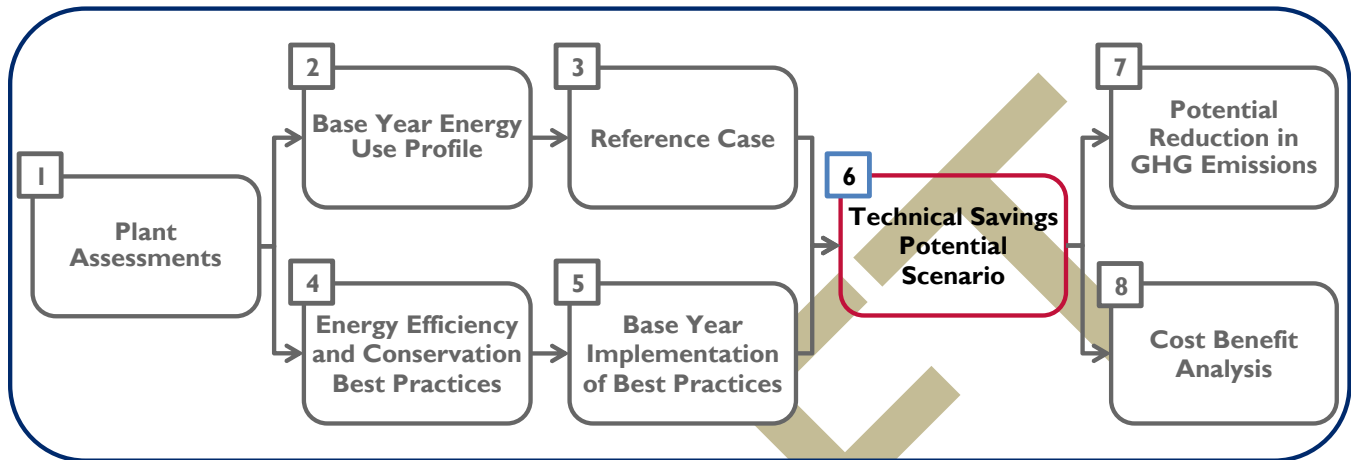 1
Plant
Assessments
2
Base Year Energy
Use Profile
3
Reference Case
4
Energy Efficiency
and Conservation
Best Practices
5
Base Year
Implementation
of Best Practices
6
Technical Savings
Potential
Scenario
7
Potential
Reduction in
GHG Emissions
8
Cost Benefit
Analysis